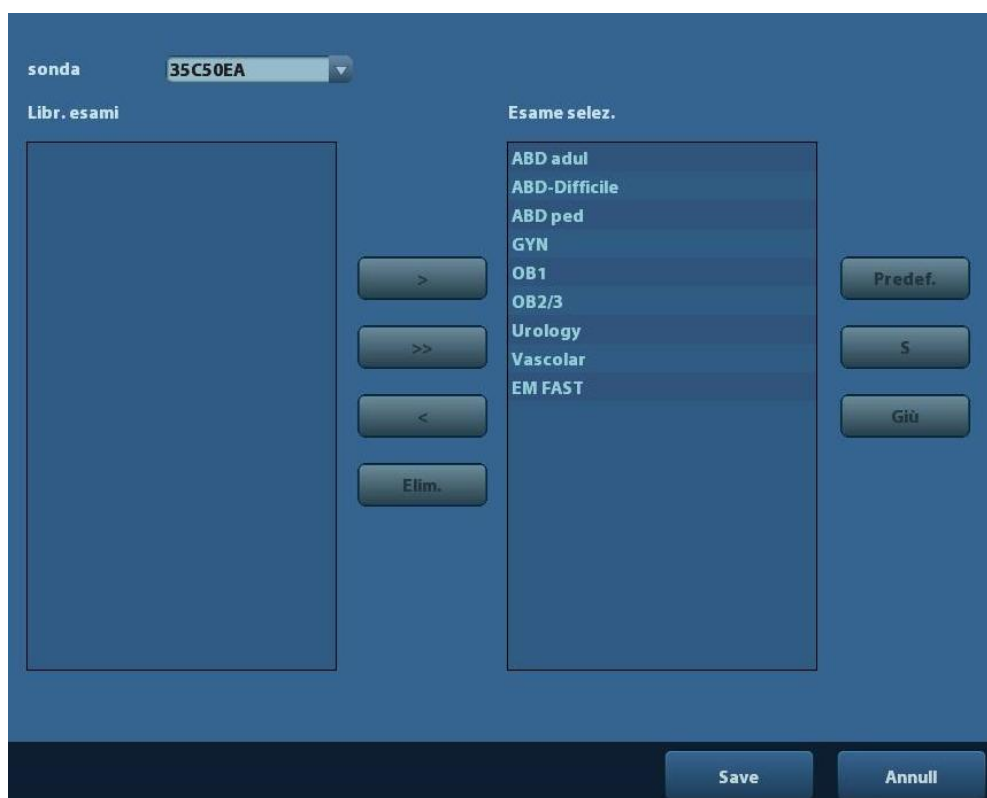 sonda 35C50EA
Libr. esami
Esame selez.
ABD adul
ABD-Difficile
ABD ped
GYN
OB1
OB2/3
Urology
Vascolar
EM FAST
>
>>
<
Elim.
Predef.
S
Giù
Save
Annull